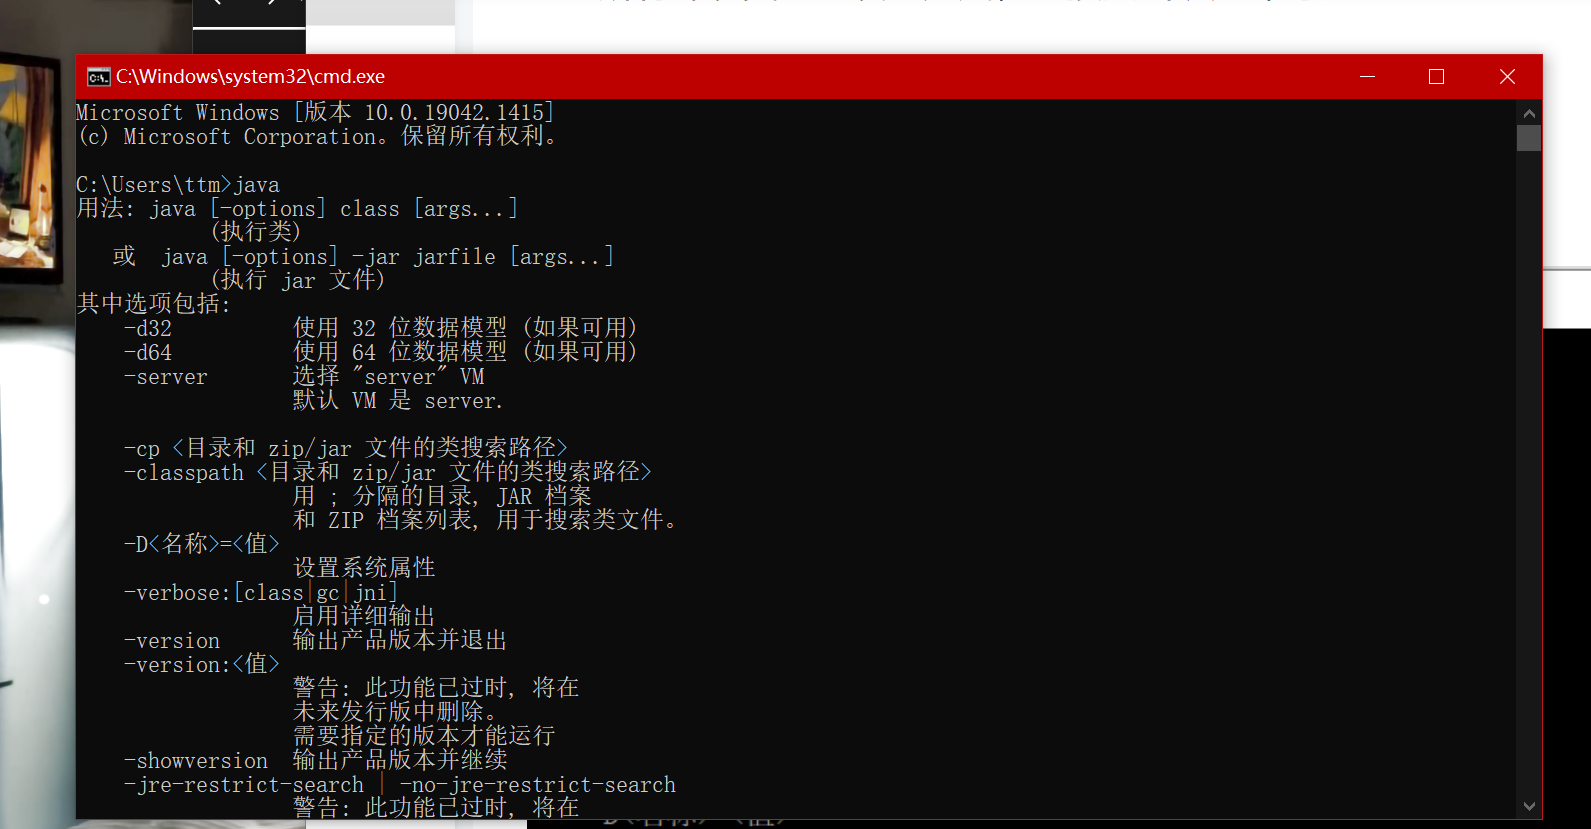 C:\Windows\system32\cmd.exe
Microsoft Windows [版本 10.0.19042.1415]
(c) Microsoft Corporation。保留所有权利。
C:\Users\ttm>java
用法: java [-options] class [args...]
(执行类)
或  java [-options] -jar jarfile [args...]
(执行 jar 文件)
其中选项包括:
-d32          使用 32 位数据模型 (如果可用)
-d64          使用 64 位数据模型 (如果可用)
-server       选择 "server" VM
默认 VM 是 server.
-cp <目录和 zip/jar 文件的类搜索路径>
-classpath <目录和 zip/jar 文件的类搜索路径>
用 ; 分隔的目录, JAR 档案
和 ZIP 档案列表, 用于搜索类文件。
-D<名称>=<值>
设置系统属性
-verbose:[class|gc|jni]
启用详细输出
-version      输出产品版本并退出
-version:<值>
警告: 此功能已过时, 将在
未来发行版中删除。
需要指定的版本才能运行
-showversion  输出产品版本并继续
-jre-restrict-search | -no-jre-restrict-search
警告: 此功能已过时, 将在